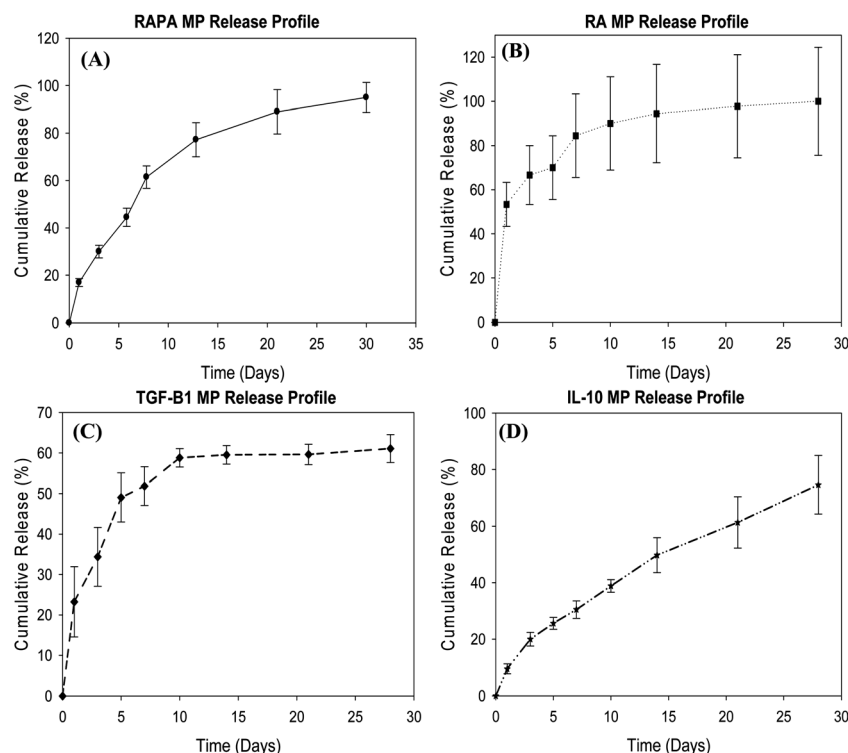 RAPA MP Release Profile
(A)
Cumulative Release (%)
120
100
80
60
40
20
0
0 5 10 15 20 25 30 35
Time (Days)
RA MP Release Profile
(B)
Cumulative Release (%)
120
100
80
60
40
20
0
0 5 10 15 20 25 30
Time (Days)
TGF-B1 MP Release Profile
(C)
Cumulative Release (%)
70
60
50
40
30
20
10
0
0 5 10 15 20 25 30
Time (Days)
IL-10 MP Release Profile
(D)
Cumulative Release (%)
100
80
60
40
20
0
0 5 10 15 20 25 30
Time (Days)